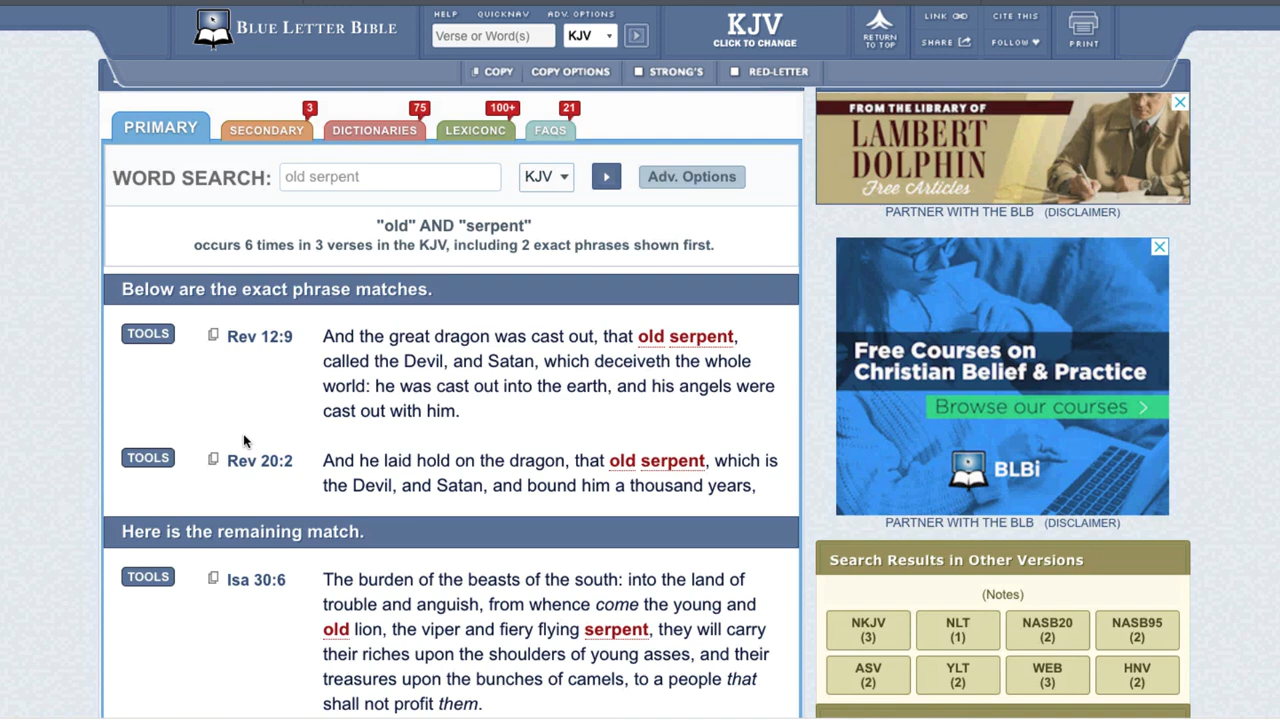 BLUE LETTER BIBLE
HELP QUICKNAV ADV. OPTIONS
Verse or Word(s) KJV
KJV
CLICK TO CHANGE
RETURN
TO TOP
LINK CITE THIS
SHARE FOLLOW
PRINT
COPY COPY OPTIONS STRONG'S RED-LETTER
3 75 100+ 21
PRIMARY SECONDARY DICTIONARIES LEXICONC FAQS
WORD SEARCH: old serpent KJV Adv. Options
"old" AND "serpent"
occurs 6 times in 3 verses in the KJV, including 2 exact phrases shown first.
Below are the exact phrase matches.
TOOLS Rev 12:9 And the great dragon was cast out, that old serpent,
called the Devil, and Satan, which deceiveth the whole
world: he was cast out into the earth, and his angels were
cast out with him.
TOOLS Rev 20:2 And he laid hold on the dragon, that old serpent, which is
the Devil, and Satan, and bound him a thousand years,
Here is the remaining match.
TOOLS Isa 30:6 The burden of the beasts of the south: into the land of
trouble and anguish, from whence come the young and
old lion, the viper and fiery flying serpent, they will carry
their riches upon the shoulders of young asses, and their
treasures upon the bunches of camels, to a people that
shall not profit them.
FROM THE LIBRARY OF
LAMBERT
DOLPHIN
Free Articles
PARTNER WITH THE BLB (DISCLAIMER)
Free Courses on
Christian Belief & Practice
Browse our courses
BLBi
PARTNER WITH THE BLB (DISCLAIMER)
Search Results in Other Versions
(Notes)
NKJV NLT NASB20 NASB95
(3) (1) (2) (2)
ASV YLT WEB HNV
(2) (2) (3) (2)